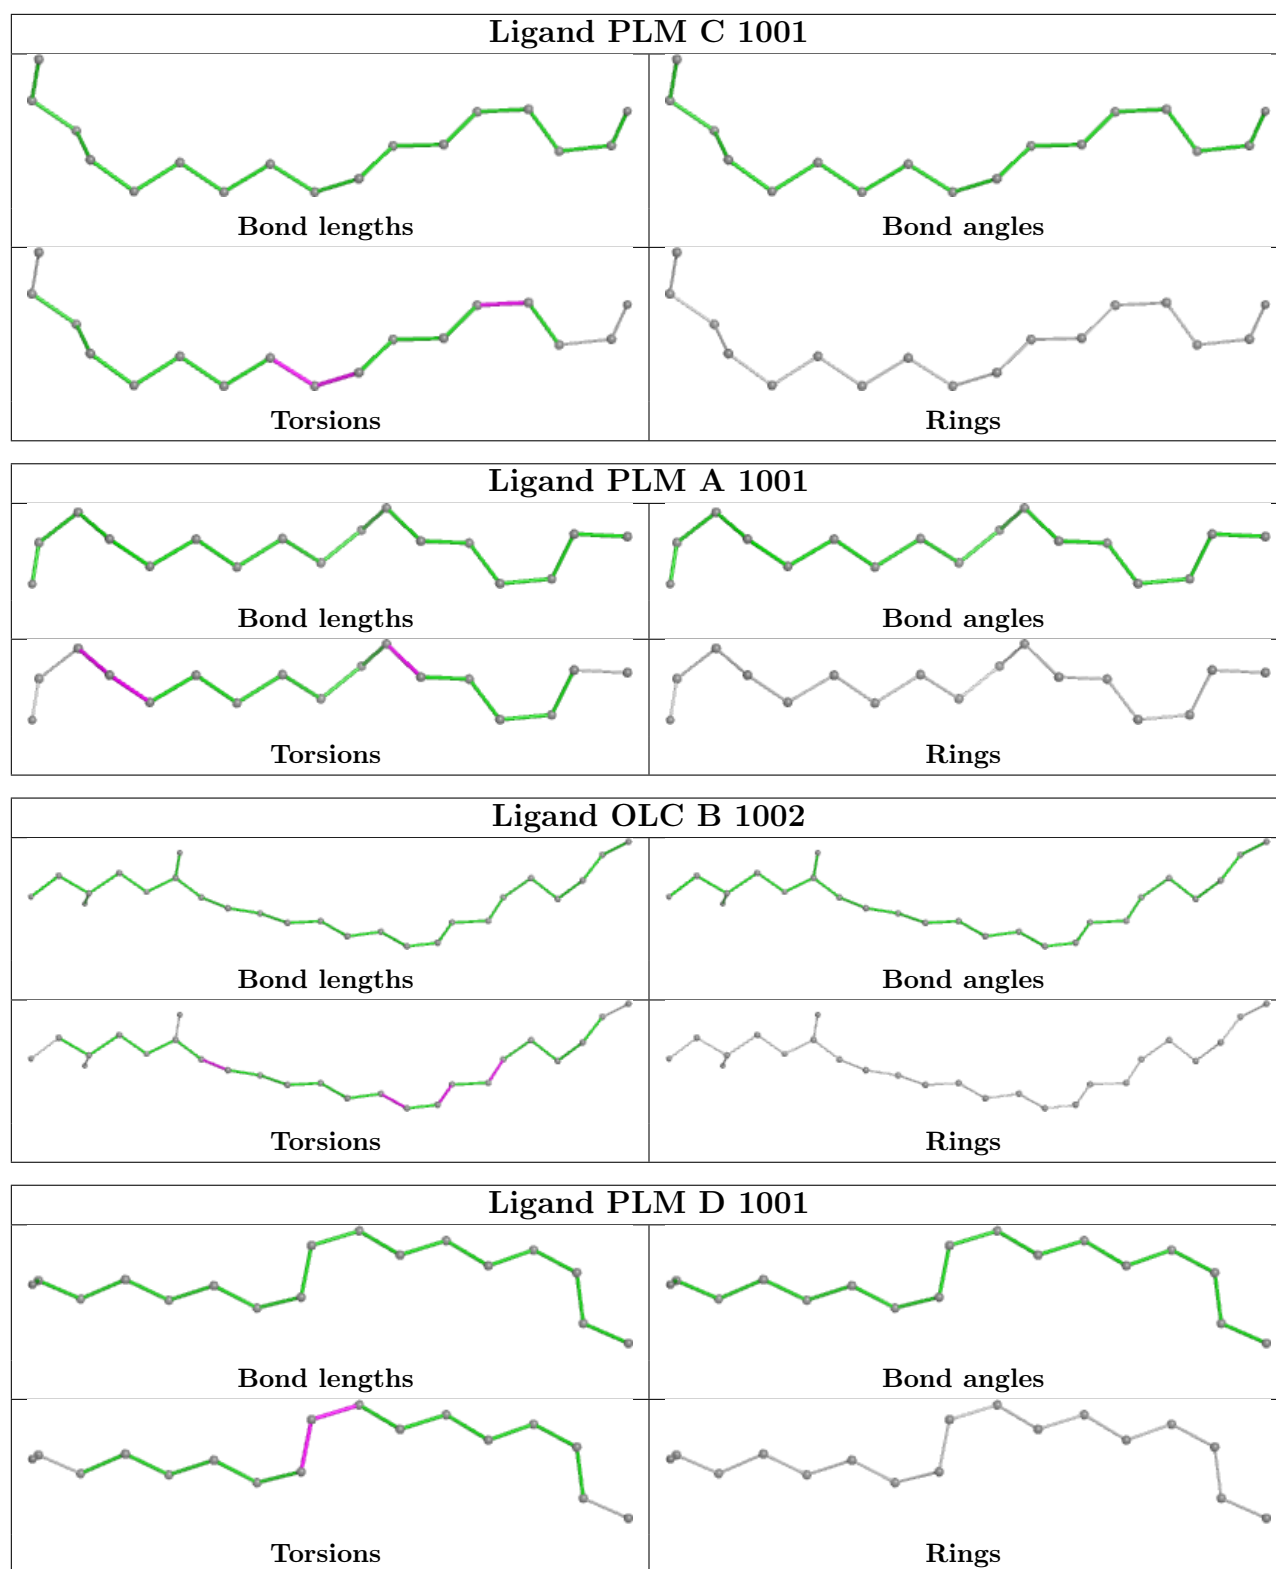 Ligand PLM C 1001
Bond lengths
Bond angles
Torsions
Rings
Ligand PLM A 1001
Bond lengths
Bond angles
Torsions
Rings
Ligand OLC B 1002
Bond lengths
Bond angles
Torsions
Rings
Ligand PLM D 1001
Bond lengths
Bond angles
Torsions
Rings